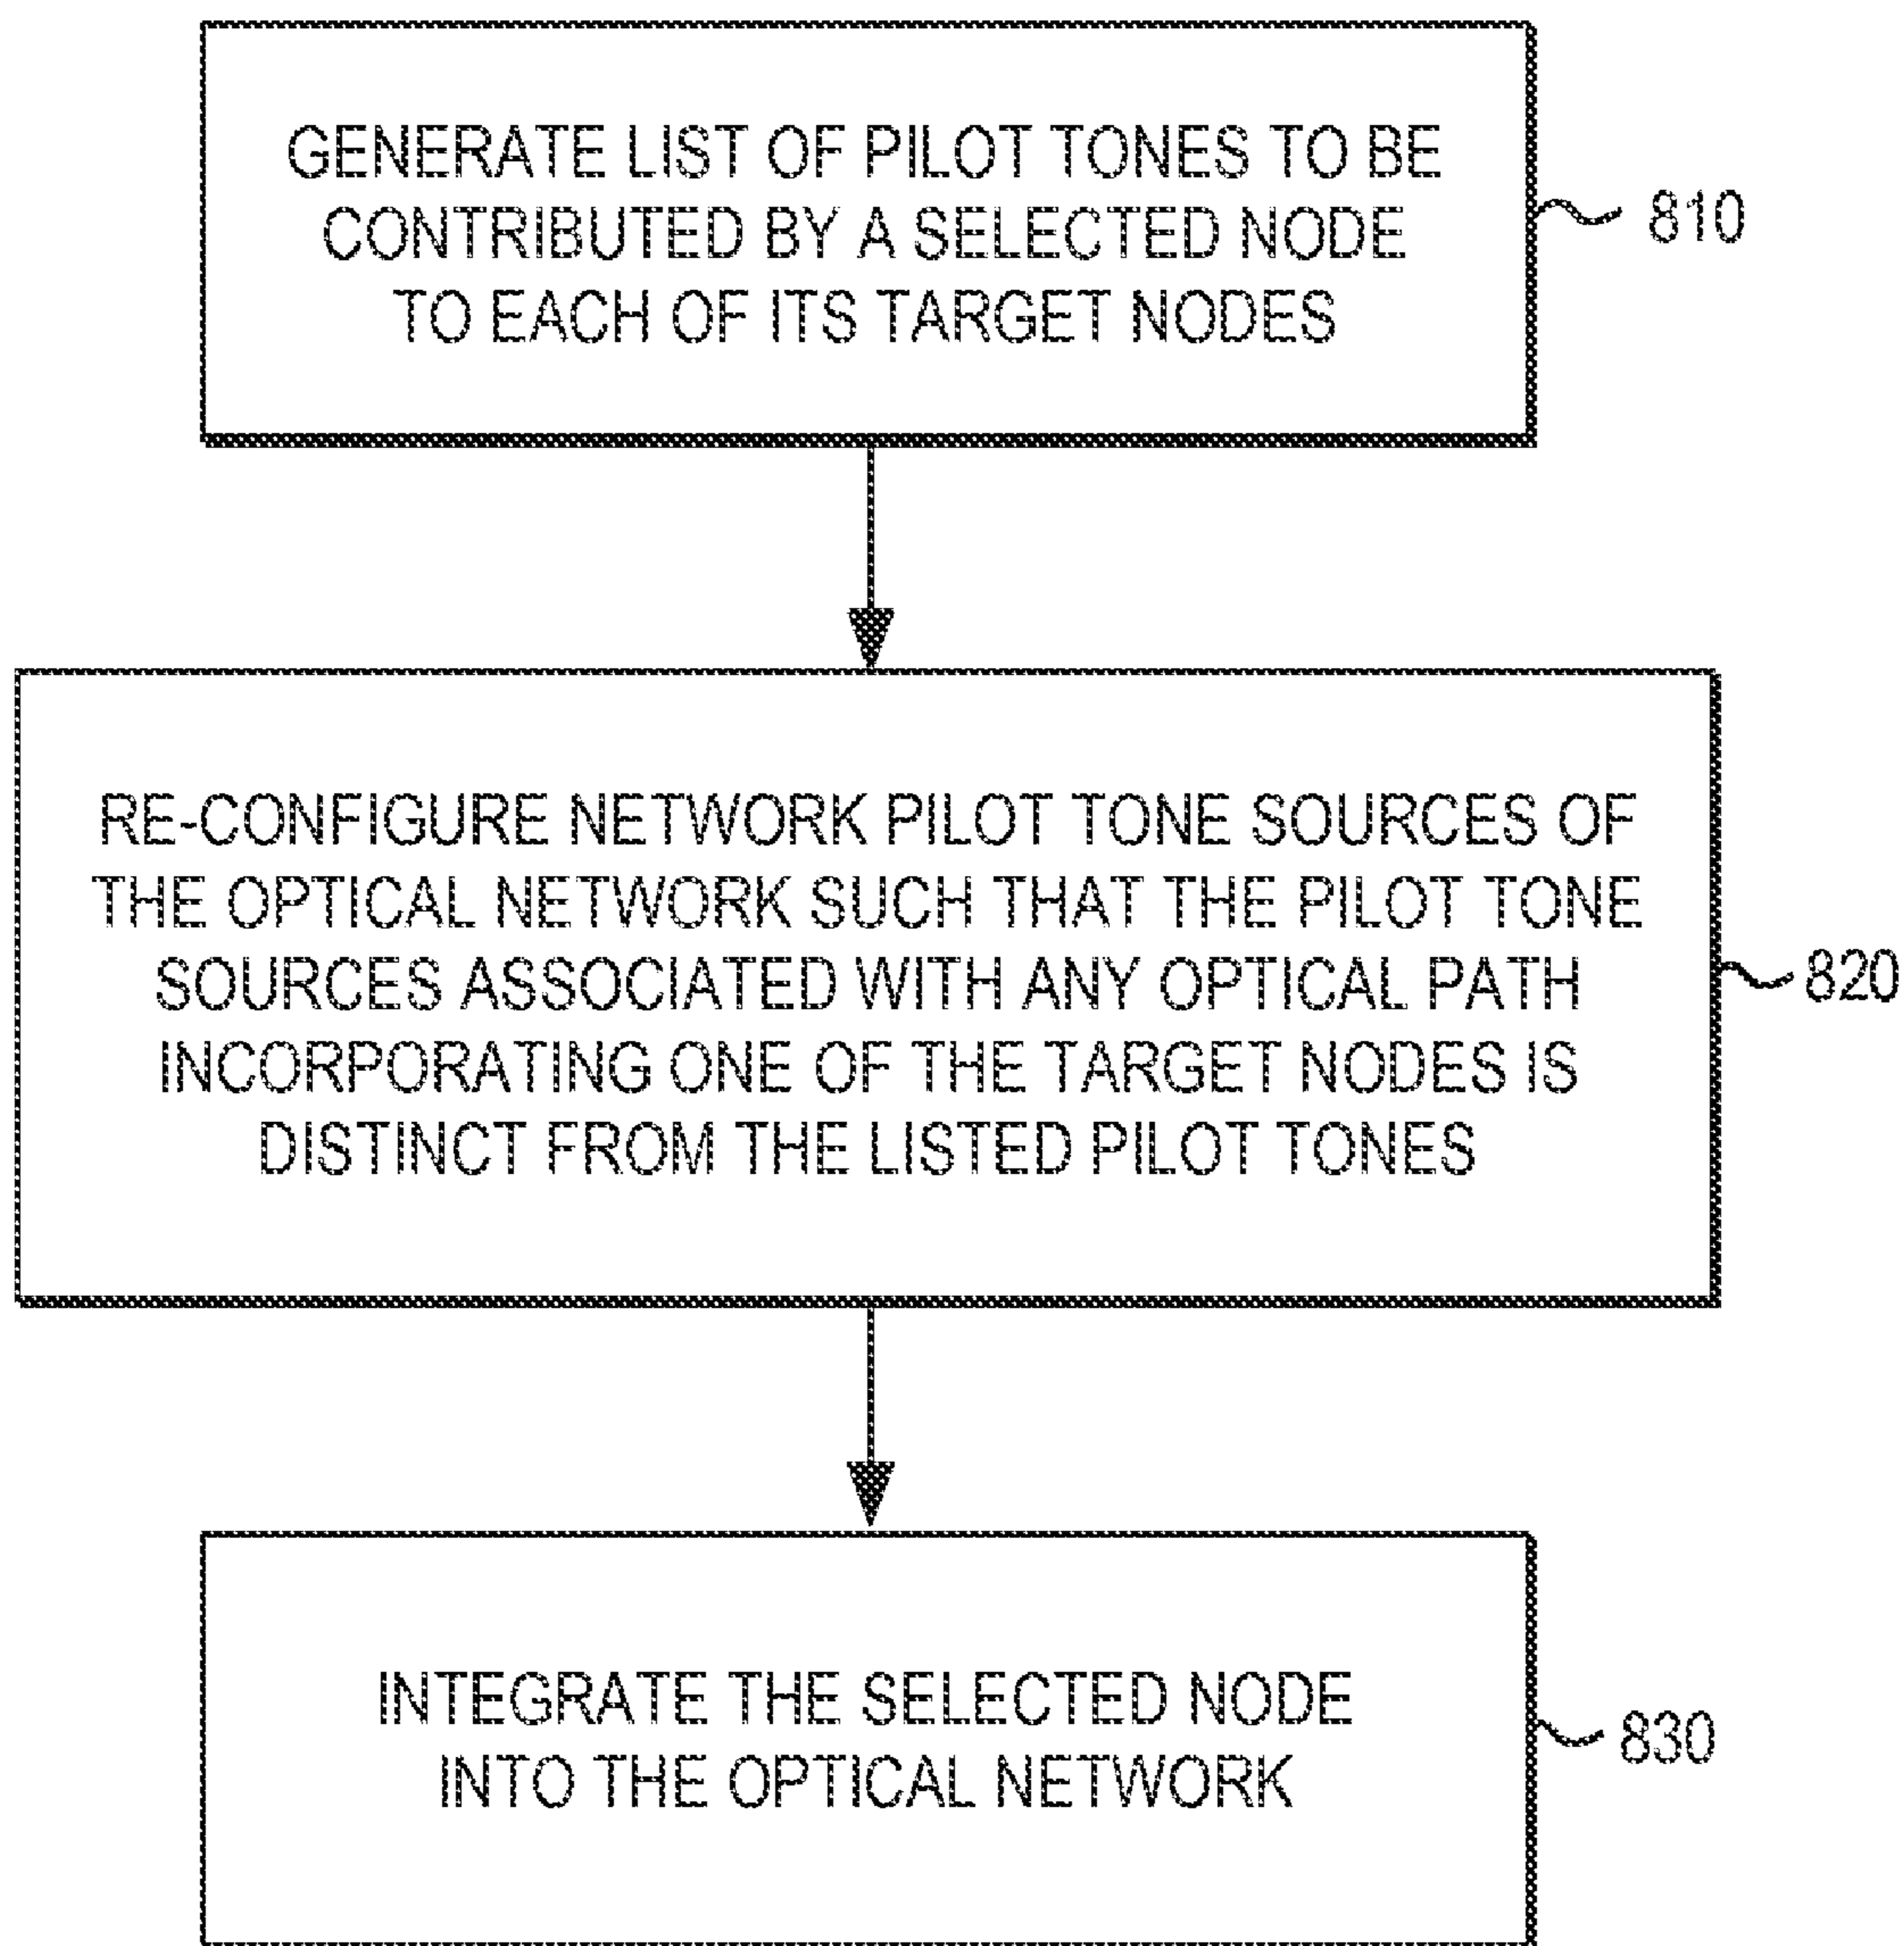 GENERATE LIST OF PILOT TONES TO BE
CONTRIBUTED BY A SELECTED NODE
TO EACH OF ITS TARGET NODES
810
RE-CONFIGURE NETWORK PILOT TONE SOURCES OF
THE OPTICAL NETWORK SUCH THAT THE PILOT TONE
SOURCES ASSOCIATED WITH ANY OPTICAL PATH
INCORPORATING ONE OF THE TARGET NODES IS
DISTINCT FROM THE LISTED PILOT TONES
820
INTEGRATE THE SELECTED NODE
INTO THE OPTICAL NETWORK
830